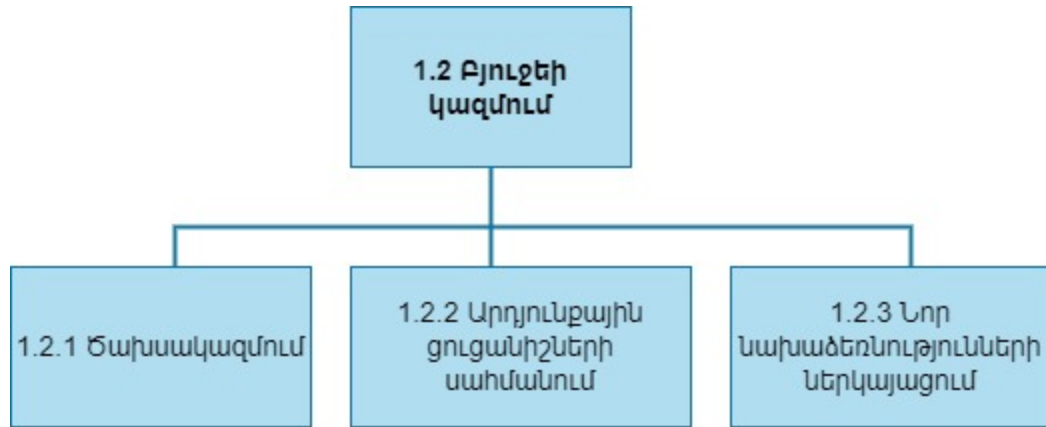 1.2 Բյուջեի
կազմում
1.2.1 Ծախսակազմում
1.2.2 Արդյունքային
ցուցանիշների
սահմանում
1.2.3 Նոր
նախաձեռնությունների
ներկայացում